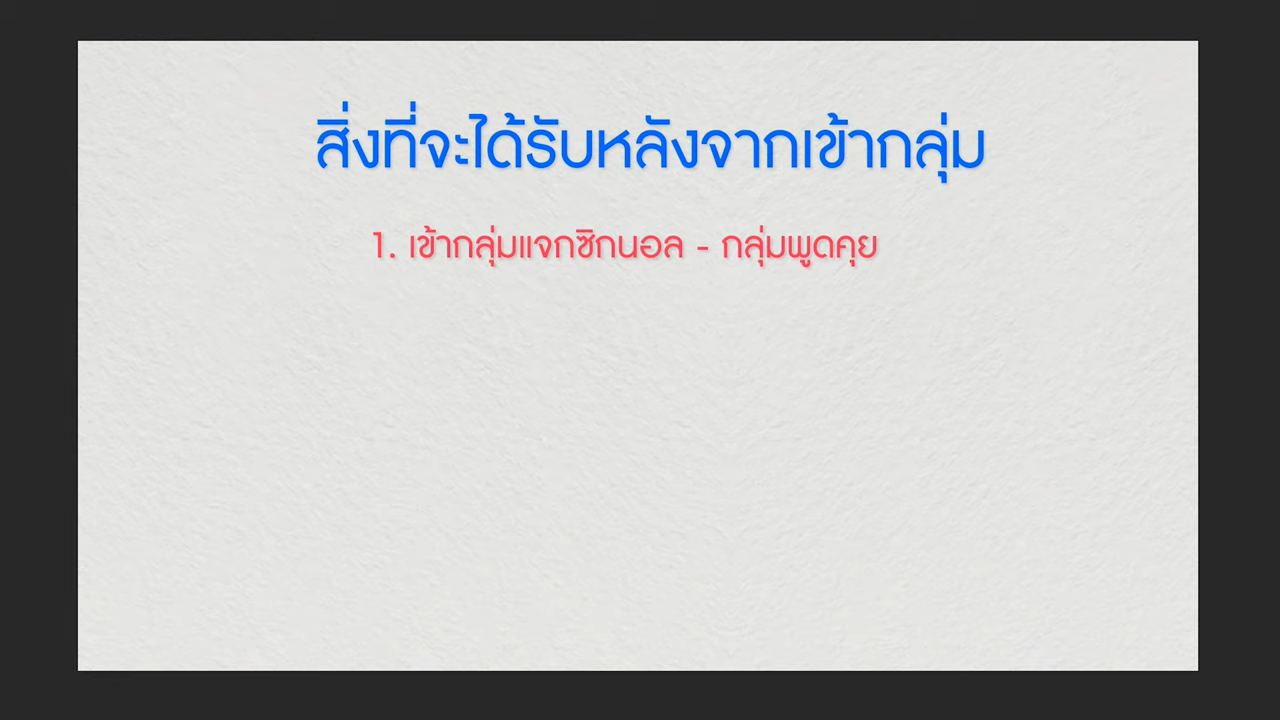 สิ่งที่จะได้รับหลังจากเข้ากลุ่ม
1. เข้ากลุ่มแจกซิกนอล - กลุ่มพูดคุย